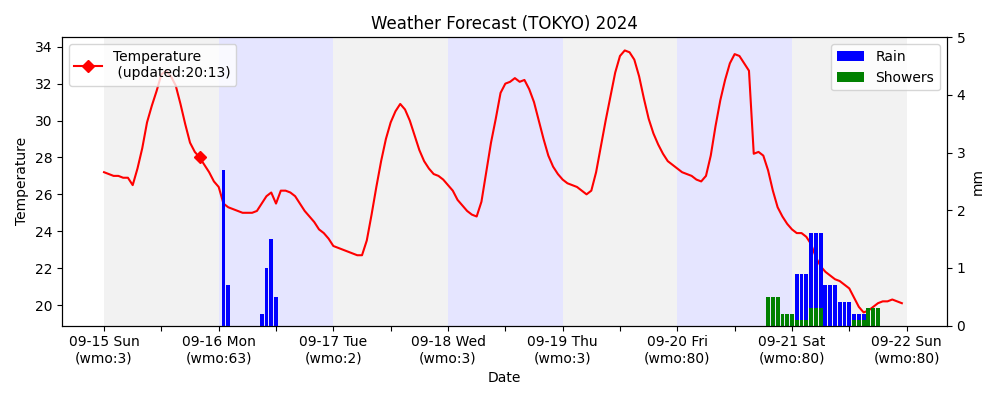 Weather Forecast (TOKYO) 2024
Temperature
(updated:20:13)
Rain
Showers
34
32
30
28
26
24
22
20
Temperature
5
4
3
2
1
0
mm
09-15 Sun
(wmo:3)
09-16 Mon
(wmo:63)
09-17 Tue
(wmo:2)
09-18 Wed
(wmo:3)
09-19 Thu
(wmo:3)
09-20 Fri
(wmo:80)
09-21 Sat
(wmo:80)
09-22 Sun
(wmo:80)
Date